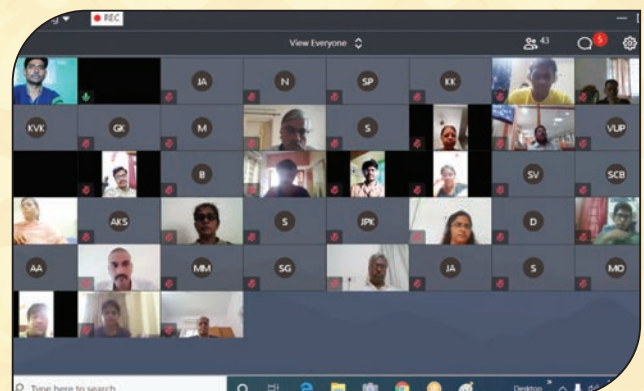 REC
View Everyone
43
5
JA N SP KK
KVK GK M S VUP
B SV SCB
AKS S JPK D
AA MM SG JA S MO
Type here to search
Desktop